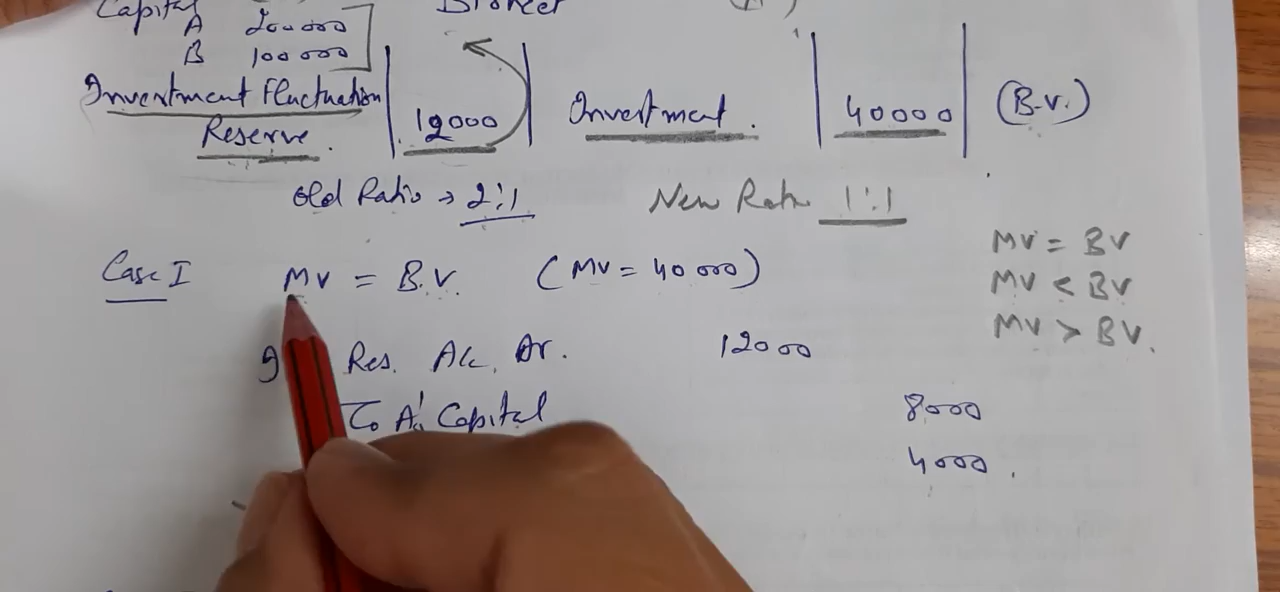 Capital
A 200000
B 100000
Investment Fluctuation Reserve. 12000 Investment. 40000 (B.V.)
Old Ratio → 2:1 New Ratio 1:1
Case I MV = B.V. (MV = 40000)
MV = BV
MV < BV
MV > BV.
Res. A/c Dr. 12000
To A's Capital 8000
4000.